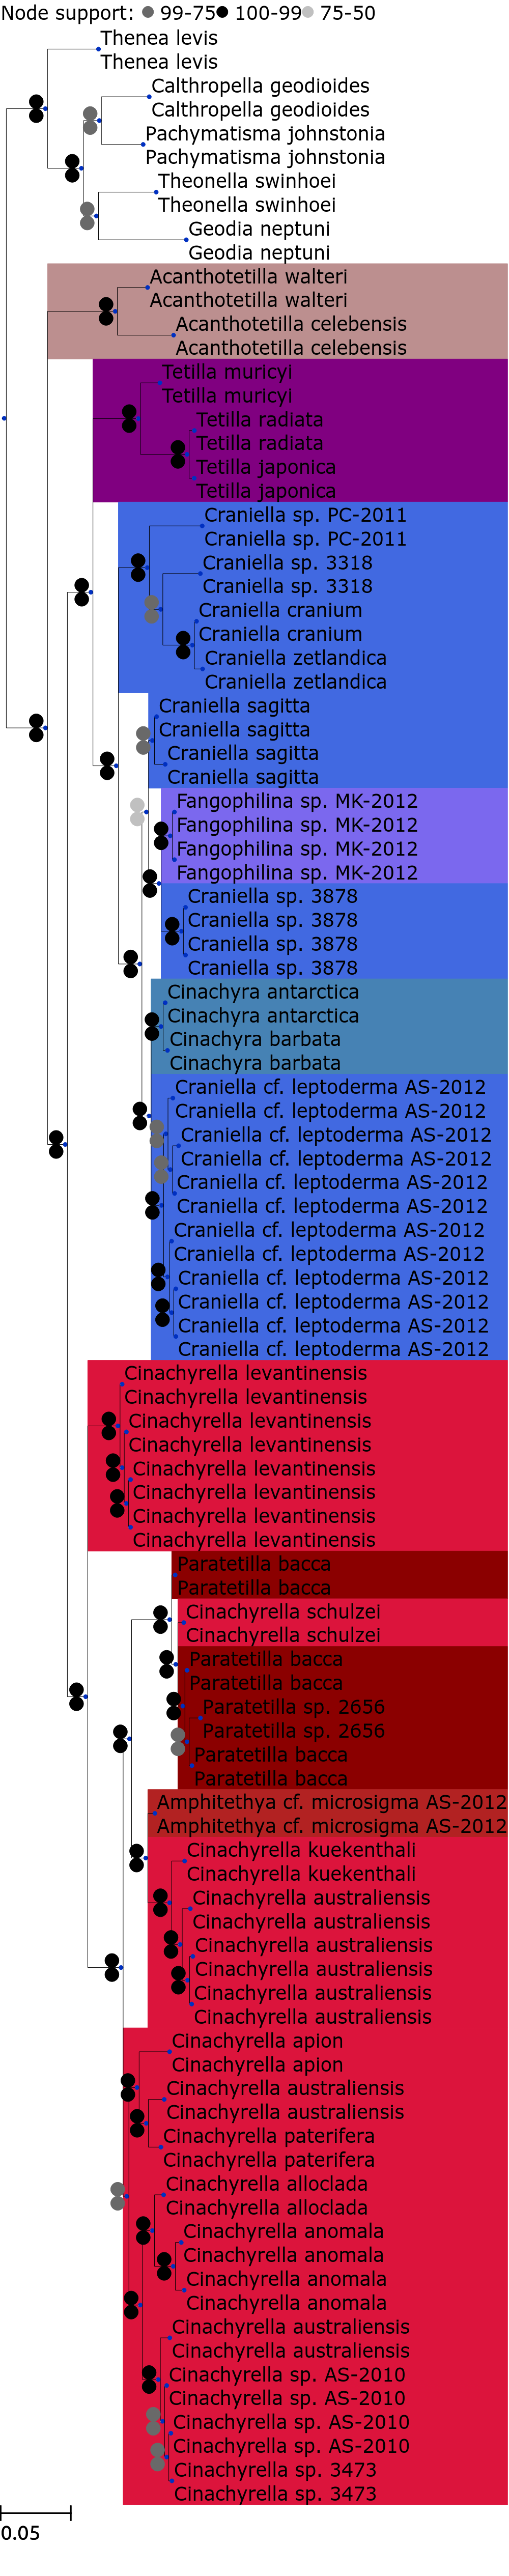 Node support: 99-75 100-99 75-50
Thenea levis
Thenea levis
Calthropella geodioides
Calthropella geodioides
Pachymatisma johnstonia
Pachymatisma johnstonia
Theonella swinhoei
Theonella swinhoei
Geodia neptuni
Geodia neptuni
Acanthotetilla walteri
Acanthotetilla walteri
Acanthotetilla celebensis
Acanthotetilla celebensis
Tetilla muricyi
Tetilla muricyi
Tetilla radiata
Tetilla radiata
Tetilla japonica
Tetilla japonica
Craniella sp. PC-2011
Craniella sp. PC-2011
Craniella sp. 3318
Craniella sp. 3318
Craniella cranium
Craniella cranium
Craniella zetlandica
Craniella zetlandica
Craniella sagitta
Craniella sagitta
Craniella sagitta
Craniella sagitta
Fangophilina sp. MK-2012
Fangophilina sp. MK-2012
Fangophilina sp. MK-2012
Fangophilina sp. MK-2012
Craniella sp. 3878
Craniella sp. 3878
Craniella sp. 3878
Craniella sp. 3878
Cinachyra antarctica
Cinachyra antarctica
Cinachyra barbata
Cinachyra barbata
Craniella cf. leptoderma AS-2012
Craniella cf. leptoderma AS-2012
Craniella cf. leptoderma AS-2012
Craniella cf. leptoderma AS-2012
Craniella cf. leptoderma AS-2012
Craniella cf. leptoderma AS-2012
Craniella cf. leptoderma AS-2012
Craniella cf. leptoderma AS-2012
Craniella cf. leptoderma AS-2012
Craniella cf. leptoderma AS-2012
Craniella cf. leptoderma AS-2012
Craniella cf. leptoderma AS-2012
Cinachyrella levantinensis
Cinachyrella levantinensis
Cinachyrella levantinensis
Cinachyrella levantinensis
Cinachyrella levantinensis
Cinachyrella levantinensis
Cinachyrella levantinensis
Cinachyrella levantinensis
Paratetilla bacca
Paratetilla bacca
Cinachyrella schulzei
Cinachyrella schulzei
Paratetilla bacca
Paratetilla bacca
Paratetilla sp. 2656
Paratetilla sp. 2656
Paratetilla bacca
Paratetilla bacca
Amphitethya cf. microsigma AS-2012
Amphitethya cf. microsigma AS-2012
Cinachyrella kuekenthali
Cinachyrella kuekenthali
Cinachyrella australiensis
Cinachyrella australiensis
Cinachyrella australiensis
Cinachyrella australiensis
Cinachyrella australiensis
Cinachyrella australiensis
Cinachyrella apion
Cinachyrella apion
Cinachyrella australiensis
Cinachyrella australiensis
Cinachyrella paterifera
Cinachyrella paterifera
Cinachyrella alloclada
Cinachyrella alloclada
Cinachyrella anomala
Cinachyrella anomala
Cinachyrella anomala
Cinachyrella anomala
Cinachyrella australiensis
Cinachyrella australiensis
Cinachyrella sp. AS-2010
Cinachyrella sp. AS-2010
Cinachyrella sp. AS-2010
Cinachyrella sp. AS-2010
Cinachyrella sp. 3473
Cinachyrella sp. 3473
0.05